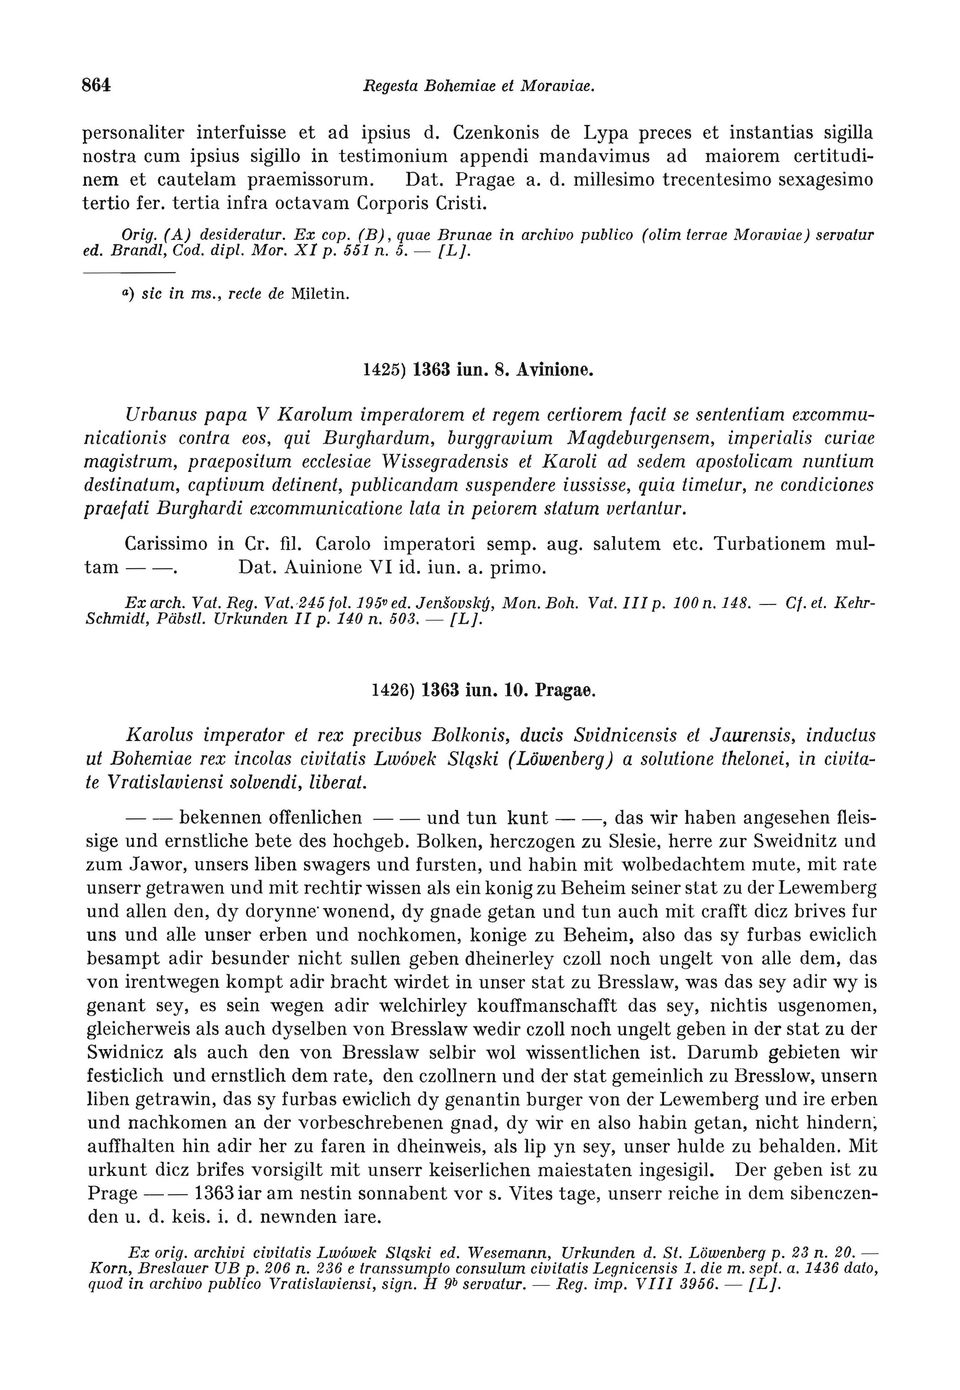 864 Regesta Bohemiae et Moraviae.
personaliter interfuisse et ad ipsius d. Czenkonis de Lypa preces et instantias sigilla
nostra cum ipsius sigillo in testimonium appendi mandavimus ad maiorem certitudi-
nem et cautelam praemissorum. Dat. Pragae a. d. millesimo trecentesimo sexagesimo
tertio fer. tertia infra octavam Corporis Cristi.
Orig. (A) desideratur. Ex cop. (B), quae Brunae in archivo publico (olim terrae Moraviae) servatur
ed. Brandl, Cod. dipl. Mor. XI p. 551 n. 5. — [L].
a) sic in ms., recte de Miletin.
1425) 1363 iun. 8. Avinione.
Urbanus papa V Karolum imperatorem et regem certiorem facit se sententiam excommu-
nicationis contra eos, qui Burghardum, burggravium Magdeburgensem, imperialis curiae
magistrum, praepositum ecclesiae Wissegradensis et Karoli ad sedem apostolicam nuntium
destinatum, captivum detinent, publicandam suspendere iussisse, quia timetur, ne condiciones
praefati Burghardi excommunicatione lata in peiorem statum vertantur.
Carissimo in Cr. fil. Carolo imperatori semp. aug. salutem etc. Turbationem mul-
tam — —. Dat. Auinione VI id. iun. a. primo.
Ex arch. Vat. Reg. Vat. 245 fol. 195v ed. Jenšovský, Mon. Boh. Vat. III p. 100 n. 148. — Cf. et. Kehr-
Schmidt, Päbstl. Urkunden II p. 140 n. 503. — [L].
1426) 1363 iun. 10. Pragae.
Karolus imperator et rex precibus Bolkonis, ducis Svidnicensis et Jaurensis, inductus
ut Bohemiae rex incolas civitatis Lwóvek Sląski (Löwenberg) a solutione thelonei, in civita-
te Vratislaviensi solvendi, liberat.
— — bekennen offenlichen — — und tun kunt — —, das wir haben angesehen fleis-
sige und ernstliche bete des hochgeb. Bolken, herczogen zu Slesie, herre zur Sweidnitz und
zum Jawor, unsers liben swagers und fursten, und habin mit wolbedachtem mute, mit rate
unserr getrawen und mit rechtir wissen als ein konig zu Beheim seiner stat zu der Lewemberg
und allen den, dy dorynne wonend, dy gnade getan und tun auch mit crafft dicz brives fur
uns und alle unser erben und nochkomen, konige zu Beheim, also das sy furbas ewiclich
besampt adir besunder nicht sullen geben dheinerley czoll noch ungelt von alle dem, das
von irentwegen kompt adir bracht wirdet in unser stat zu Bresslaw, was das sey adir wy is
genant sey, es sein wegen adir welchirley kouffmanschafft das sey, nichtis usgenomen,
gleicherweis als auch dyselben von Bresslaw wedir czoll noch ungelt geben in der stat zu der
Swidnicz als auch den von Bresslaw selbir wol wissentlichen ist. Darumb gebieten wir
festiclich und ernstlich dem rate, den czollnern und der stat gemeinlich zu Bresslow, unsern
liben getrawin, das sy furbas ewiclich dy genantin burger von der Lewemberg und ire erben
und nachkomen an der vorbeschrebenen gnad, dy wir en also habin getan, nicht hindern,
auffhalten hin adir her zu faren in dheinweis, als lip yn sey, unser hulde zu behalden. Mit
urkunt dicz brifes vorsigilt mit unserr keiserlichen maiestaten ingesigil. Der geben ist zu
Prage — — 1363 iar am nestin sonnabent vor s. Vites tage, unserr reiche in dem sibenczen-
den u. d. keis. i. d. newnden iare.
Ex orig. archivi civitatis Lwówek Sląski ed. Wesemann, Urkunden d. St. Löwenberg p. 23 n. 20. —
Korn, Breslauer UB p. 206 n. 236 e transsumpto consulum civitatis Legnicensis 1. die m. sept. a. 1436 dato,
quod in archivo publico Vratislaviensi, sign. H 9b servatur. — Reg. imp. VIII 3956. — [L].